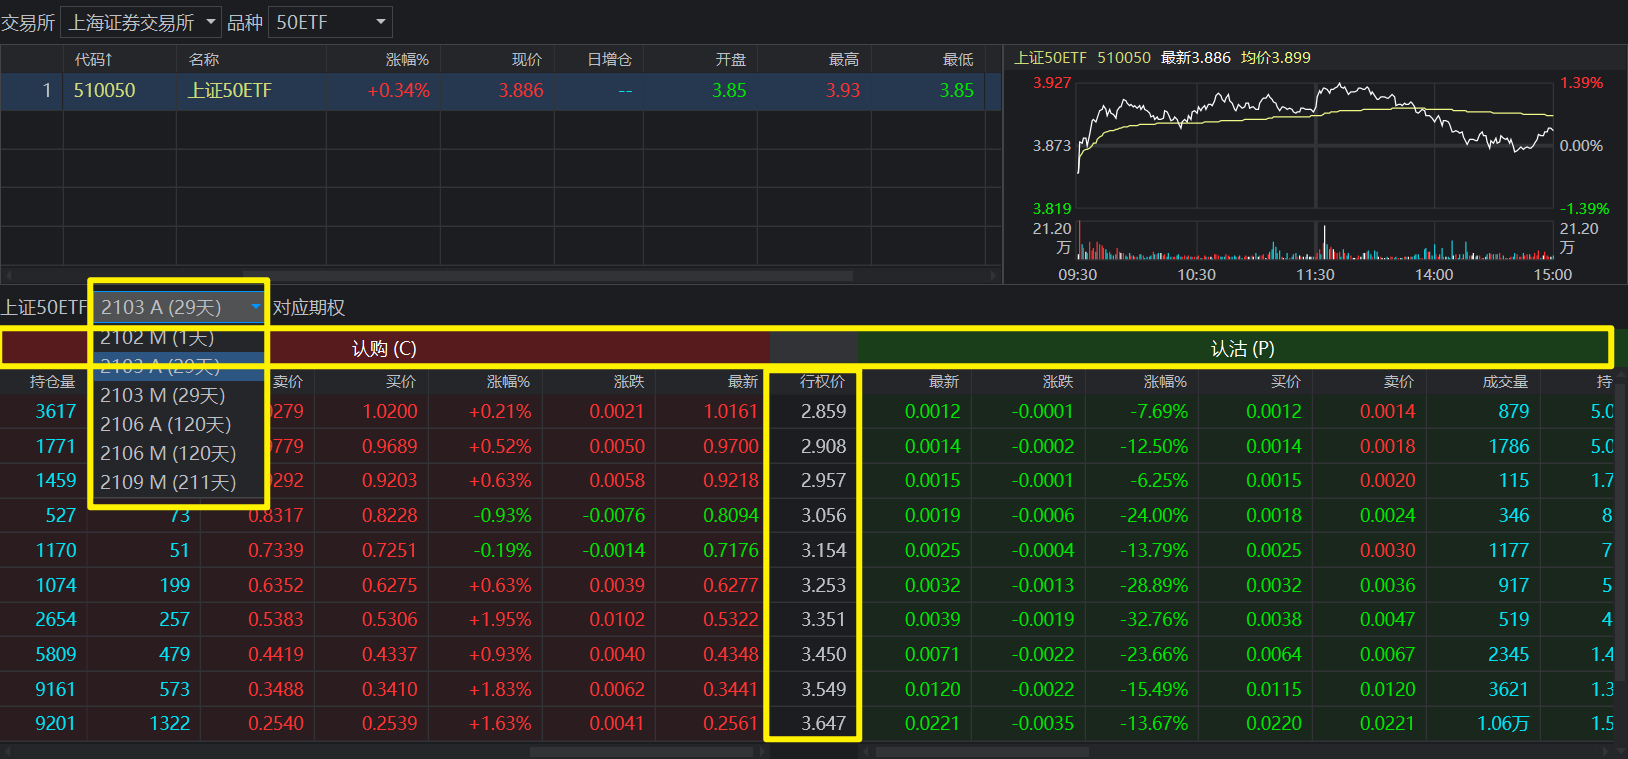 交易所 上海证券交易所 品种 50ETF
代码↑ 名称 涨幅% 现价 日增仓 开盘 最高 最低
1 510050 上证50ETF +0.34% 3.886 -- 3.85 3.93 3.85
上证50ETF 510050 最新3.886 均价3.899
3.927 1.39%
3.873 0.00%
3.819 -1.39%
21.20 21.20
万 万
09:30 10:30 11:30 14:00 15:00
上证50ETF 2103 A (29天) 对应期权
2102 M (1天)
2103 A (29天)
2103 M (29天)
2106 A (120天)
2106 M (120天)
2109 M (211天)
认购 (C) 认沽 (P)
持仓量 卖价 买价 涨幅% 涨跌 最新 行权价 最新 涨跌 涨幅% 买价 卖价 成交量 持
3617 0279 1.0200 +0.21% 0.0021 1.0161 2.859 0.0012 -0.0001 -7.69% 0.0012 0.0014 879 5.0
1771 9779 0.9689 +0.52% 0.0050 0.9700 2.908 0.0014 -0.0002 -12.50% 0.0014 0.0018 1786 5.0
1459 9292 0.9203 +0.63% 0.0058 0.9218 2.957 0.0015 -0.0001 -6.25% 0.0015 0.0020 115 1.7
527 73 0.8317 0.8228 -0.93% -0.0076 0.8094 3.056 0.0019 -0.0006 -24.00% 0.0018 0.0024 346 8
1170 51 0.7339 0.7251 -0.19% -0.0014 0.7176 3.154 0.0025 -0.0004 -13.79% 0.0025 0.0030 1177 7
1074 199 0.6352 0.6275 +0.63% 0.0039 0.6277 3.253 0.0032 -0.0013 -28.89% 0.0032 0.0036 917 5
2654 257 0.5383 0.5306 +1.95% 0.0102 0.5322 3.351 0.0039 -0.0019 -32.76% 0.0038 0.0047 519 4
5809 479 0.4419 0.4337 +0.93% 0.0040 0.4348 3.450 0.0071 -0.0022 -23.66% 0.0064 0.0067 2345 1.4
9161 573 0.3488 0.3410 +1.83% 0.0062 0.3441 3.549 0.0120 -0.0022 -15.49% 0.0115 0.0120 3621 1.3
9201 1322 0.2540 0.2539 +1.63% 0.0041 0.2561 3.647 0.0221 -0.0035 -13.67% 0.0220 0.0221 1.06万 1.5